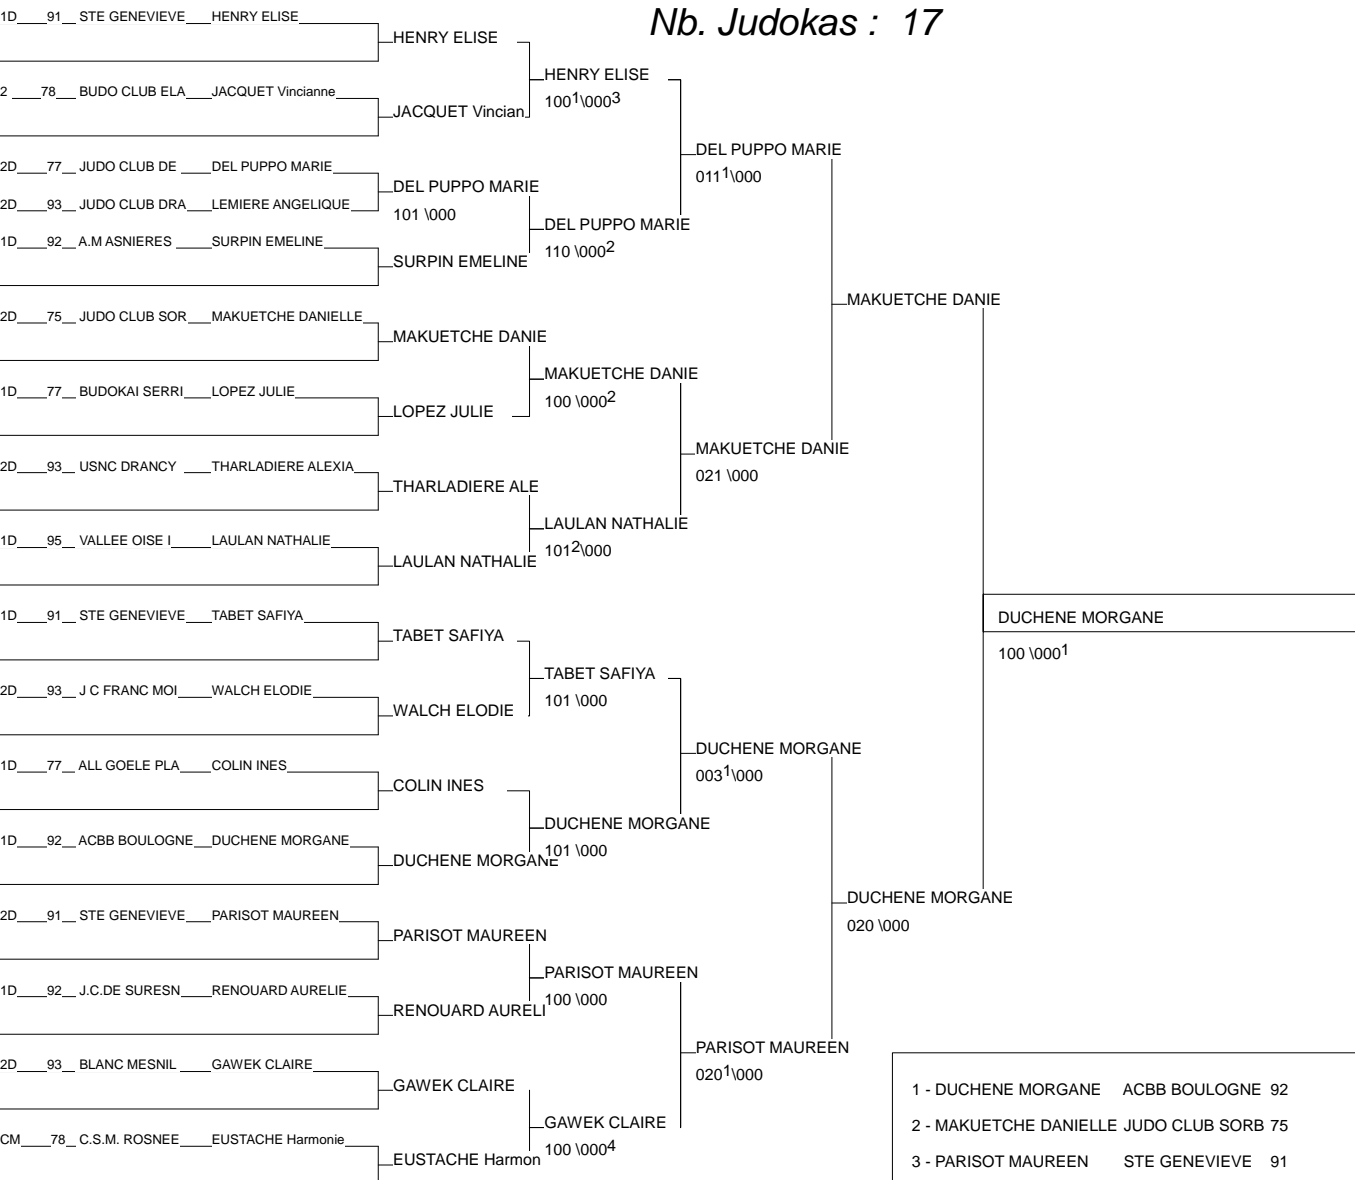 Nb. Judokas : 17
1D 91 STE GENEVIEVE HENRY ELISE
HENRY ELISE
HENRY ELISE
100¹\000³
2 78 BUDO CLUB ELA JACQUET Vincianne
JACQUET Vincian
DEL PUPPO MARIE
011¹\000
2D 77 JUDO CLUB DE DEL PUPPO MARIE
DEL PUPPO MARIE
101 \000
2D 93 JUDO CLUB DRA LEMIERE ANGELIQUE
DEL PUPPO MARIE
110 \000²
1D 92 A.M ASNIERES SURPIN EMELINE
SURPIN EMELINE
MAKUETCHE DANIE
2D 75 JUDO CLUB SOR MAKUETCHE DANIELLE
MAKUETCHE DANIE
MAKUETCHE DANIE
100 \000²
1D 77 BUDOKAI SERRI LOPEZ JULIE
LOPEZ JULIE
MAKUETCHE DANIE
021 \000
2D 93 USNC DRANCY THARLADIERE ALEXIA
THARLADIERE ALE
LAULAN NATHALIE
101²\000
1D 95 VALLEE OISE I LAULAN NATHALIE
LAULAN NATHALIE
DUCHENE MORGANE
100 \000¹
1D 91 STE GENEVIEVE TABET SAFIYA
TABET SAFIYA
TABET SAFIYA
101 \000
2D 93 J C FRANC MOI WALCH ELODIE
WALCH ELODIE
DUCHENE MORGANE
003¹\000
1D 77 ALL GOELE PLA COLIN INES
COLIN INES
DUCHENE MORGANE
101 \000
1D 92 ACBB BOULOGNE DUCHENE MORGANE
DUCHENE MORGANE
DUCHENE MORGANE
020 \000
2D 91 STE GENEVIEVE PARISOT MAUREEN
PARISOT MAUREEN
PARISOT MAUREEN
100 \000
1D 92 J.C.DE SURESN RENOUARD AURELIE
RENOUARD AURELI
PARISOT MAUREEN
020¹\000
2D 93 BLANC MESNIL GAWEK CLAIRE
GAWEK CLAIRE
GAWEK CLAIRE
100 \000⁴
CM 78 C.S.M. ROSNEE EUSTACHE Harmonie
EUSTACHE Harmon
1 - DUCHENE MORGANE ACBB BOULOGNE 92
2 - MAKUETCHE DANIELLE JUDO CLUB SORB 75
3 - PARISOT MAUREEN STE GENEVIEVE 91